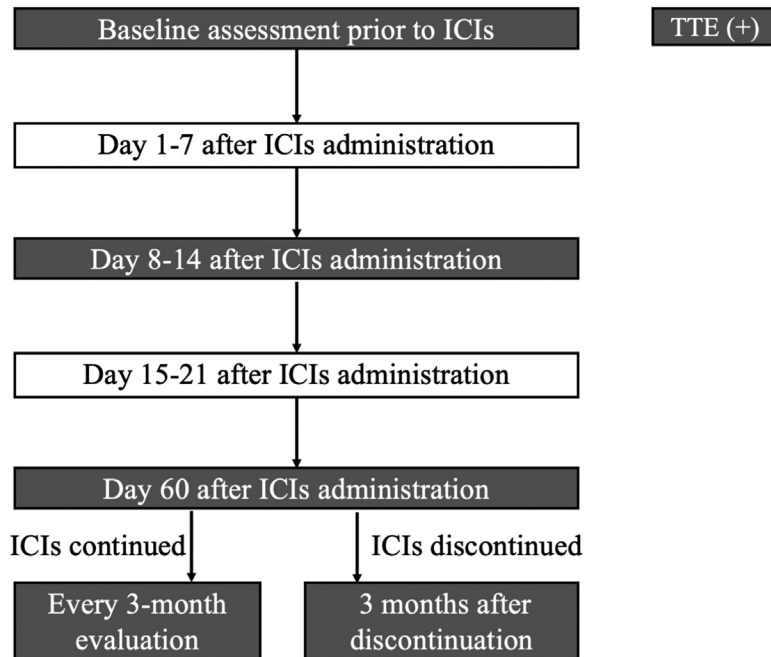 Baseline assessment prior to ICIs
TTE (+)
Day 1-7 after ICIs administration
Day 8-14 after ICIs administration
Day 15-21 after ICIs administration
Day 60 after ICIs administration
ICIs continued
ICIs discontinued
Every 3-month
evaluation
3 months after
discontinuation